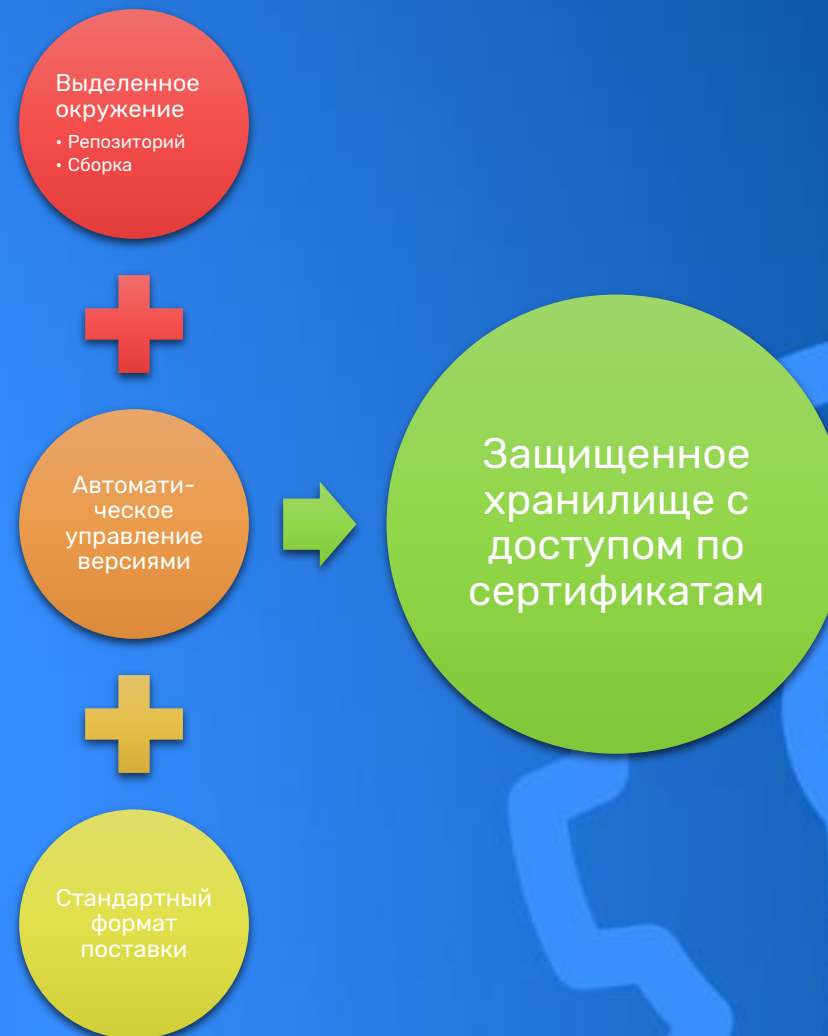 Выделенное
окружение
• Репозиторий
• Сборка
Автомати-
ческое
управление
версиями
Защищенное
хранилище с
доступом по
сертификатам
Стандартный
формат
поставки